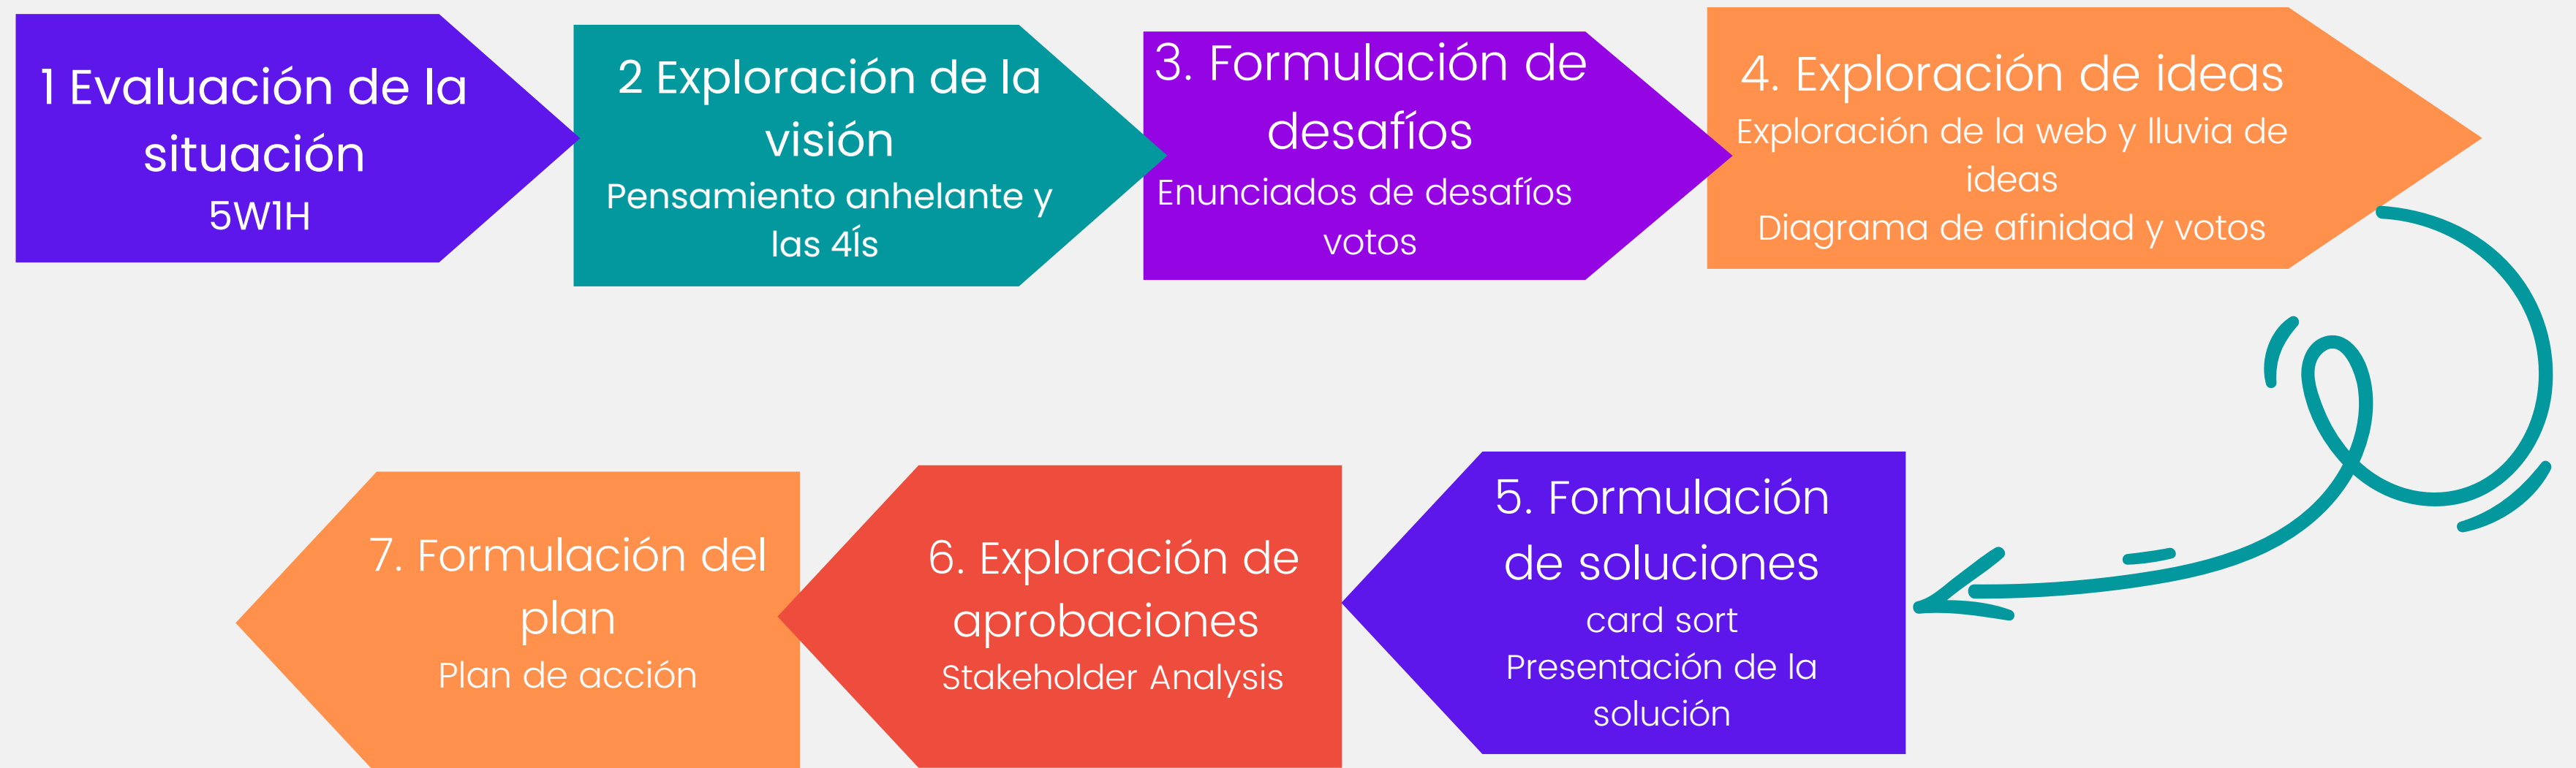 1 Evaluación de la
situación
5W1H
2 Exploración de la
visión
Pensamiento anhelante y
las 4Ís
3. Formulación de
desafíos
Enunciados de desafíos
votos
4. Exploración de ideas
Exploración de la web y lluvia de
ideas
Diagrama de afinidad y votos
5. Formulación
de soluciones
card sort
Presentación de la
solución
6. Exploración de
aprobaciones
Stakeholder Analysis
7. Formulación del
plan
Plan de acción